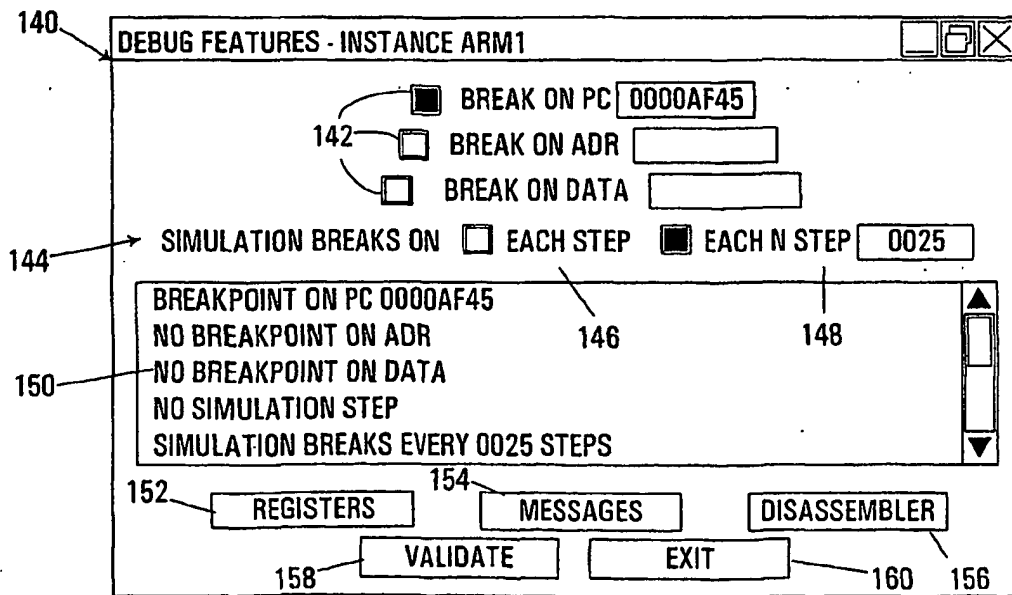 140
DEBUG FEATURES - INSTANCE ARM1
BREAK ON PC 0000AF45
142
BREAK ON ADR
BREAK ON DATA
144
SIMULATION BREAKS ON EACH STEP EACH N STEP 0025
BREAKPOINT ON PC 0000AF45
NO BREAKPOINT ON ADR
146 148
150
NO BREAKPOINT ON DATA
NO SIMULATION STEP
SIMULATION BREAKS EVERY 0025 STEPS
152 154
REGISTERS MESSAGES DISASSEMBLER
VALIDATE EXIT
158 160 156